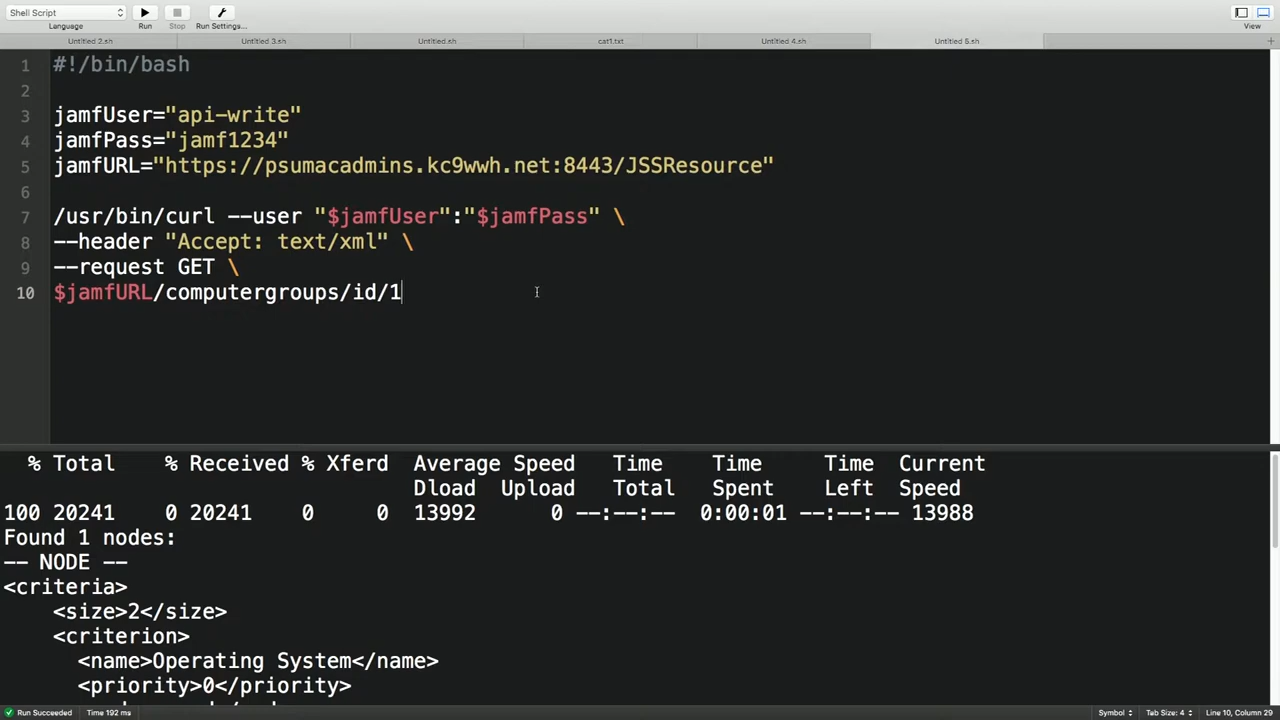 Shell Script
Language
Run
Stop
Run Settings...
View
Untitled 2.sh
Untitled 3.sh
Untitled.sh
cat1.txt
Untitled 4.sh
Untitled 5.sh
1 #!/bin/bash
2
3 jamfUser="api-write"
4 jamfPass="jamf1234"
5 jamfURL="https://psumacadmins.kc9wwh.net:8443/JSSResource"
6
7 /usr/bin/curl --user "$jamfUser":"$jamfPass" \
8 --header "Accept: text/xml" \
9 --request GET \
10 $jamfURL/computergroups/id/1
% Total % Received % Xferd Average Speed Time Time Time Current
Dload Upload Total Spent Left Speed
100 20241 0 20241 0 0 13992 0 --:--:-- 0:00:01 --:--:-- 13988
Found 1 nodes:
-- NODE --
<criteria>
<size>2</size>
<criterion>
<name>Operating System</name>
<priority>0</priority>
Run Succeeded Time 192 ms Symbol Tab Size: 4 Line 10, Column 29